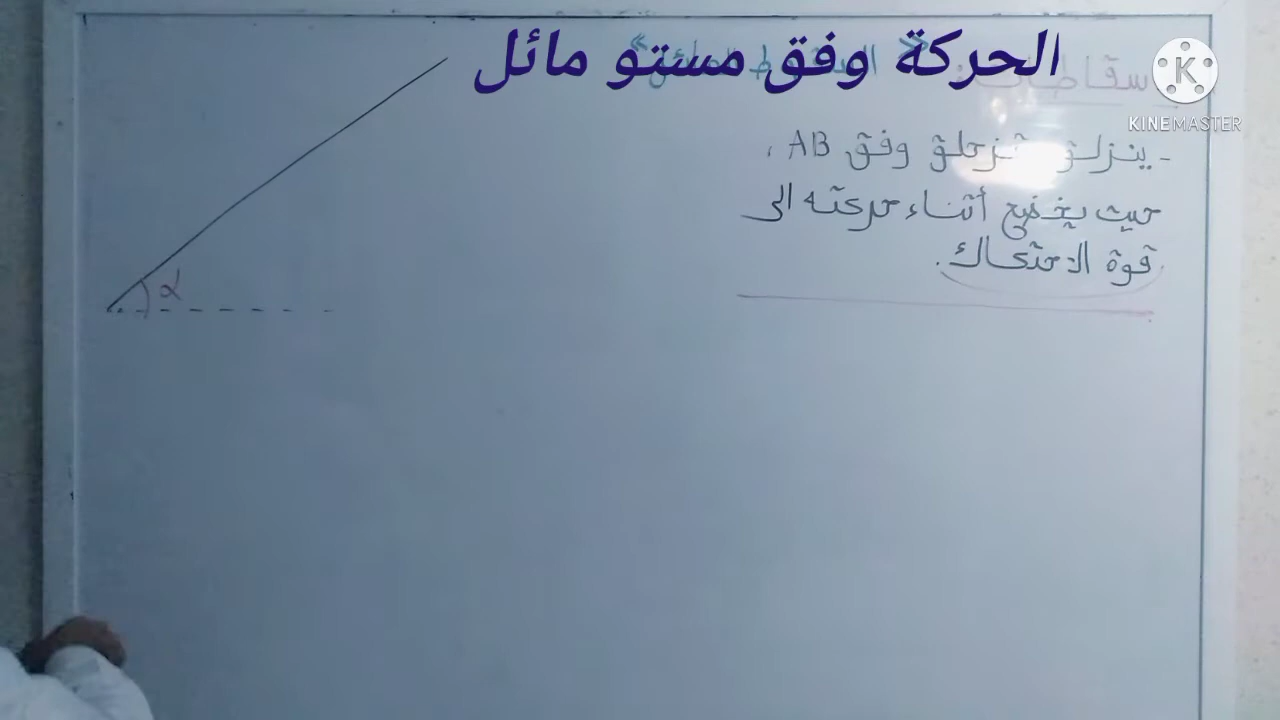 الحركة وفق مستو مائل
KINEMASTER
- ينزلق متزحلق وفق AB ،
حيث يخضع أثناء حركته الى
قوة الاحتكاك.
α